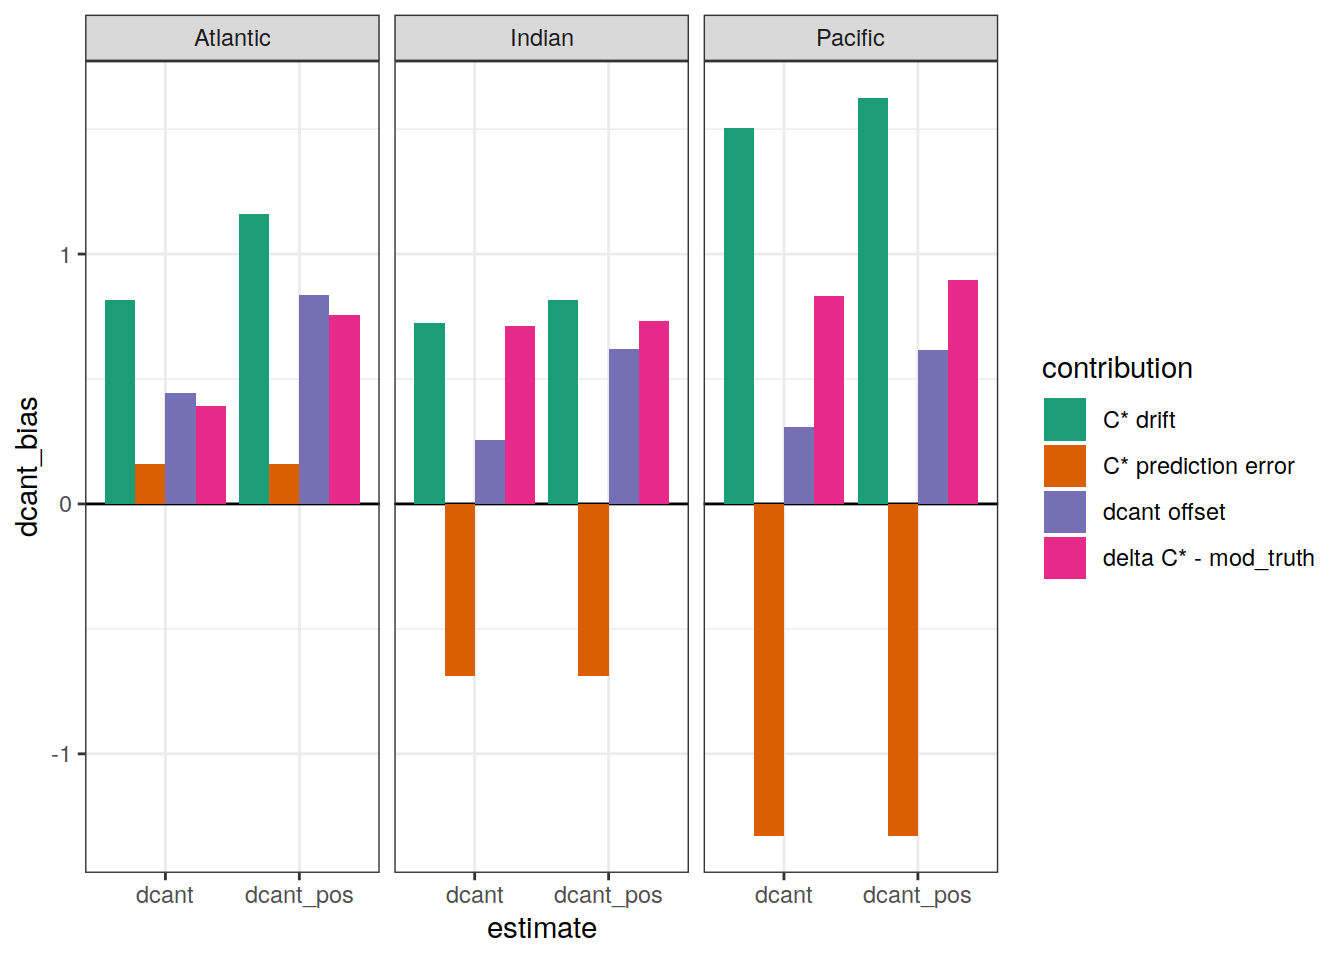 Atlantic
Indian
Pacific
dcant_bias
1
0
-1
dcant
dcant_pos
dcant
dcant_pos
dcant
dcant_pos
estimate
contribution
C* drift
C* prediction error
dcant offset
delta C* - mod_truth